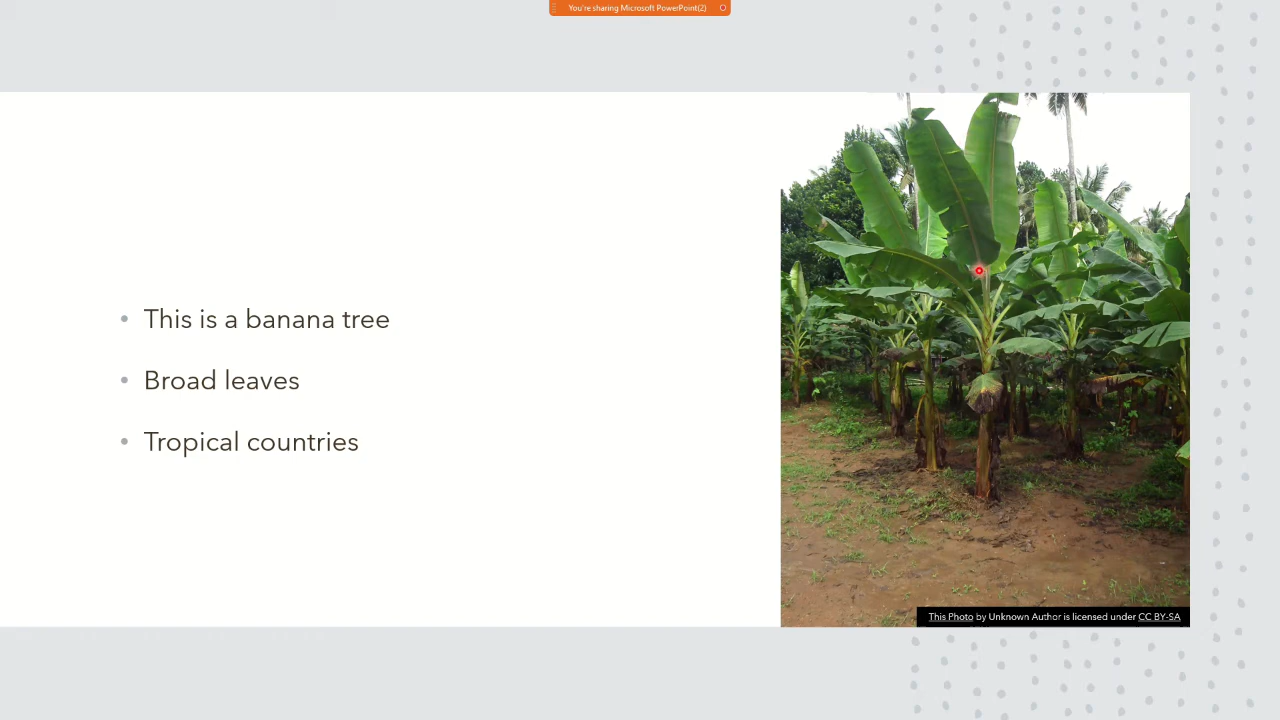 You're sharing Microsoft PowerPoint(2)
This is a banana tree
Broad leaves
Tropical countries
This Photo by Unknown Author is licensed under CC BY-SA